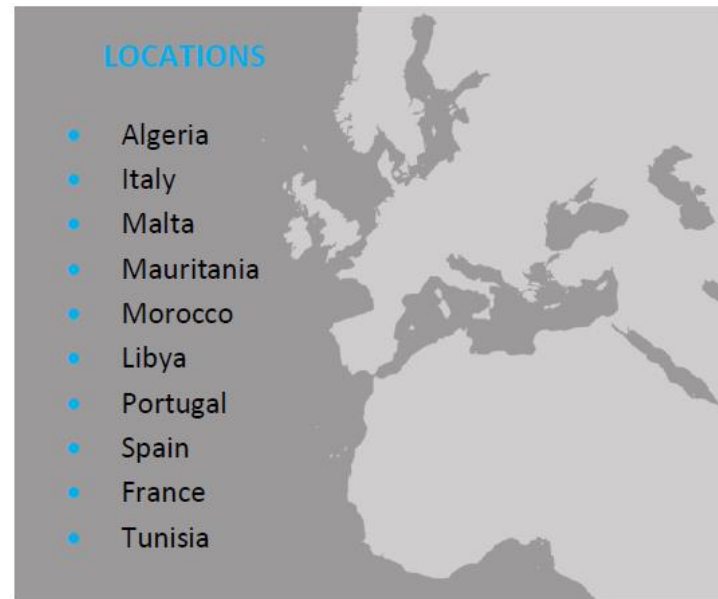 LOCATIONS
• Algeria
• Italy
• Malta
• Mauritania
• Morocco
• Libya
• Portugal
• Spain
• France
• Tunisia